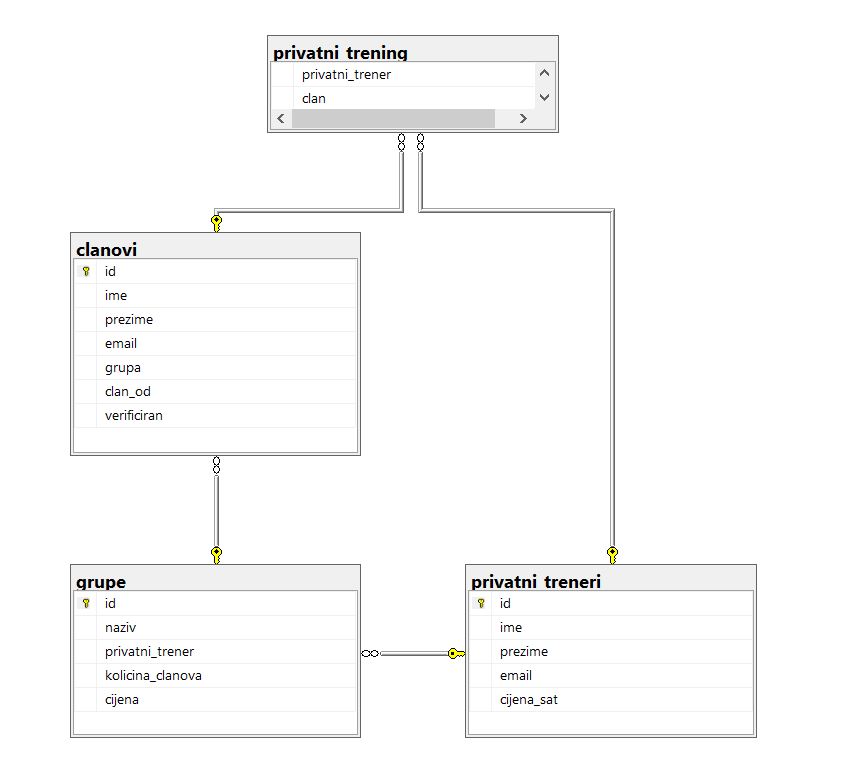 privatni_trening
privatni_trener
clan
clanovi
id
ime
prezime
email
grupa
clan_od
verificiran
grupe
id
naziv
privatni_trener
kolicina_clanova
cijena
privatni_treneri
id
ime
prezime
email
cijena_sat